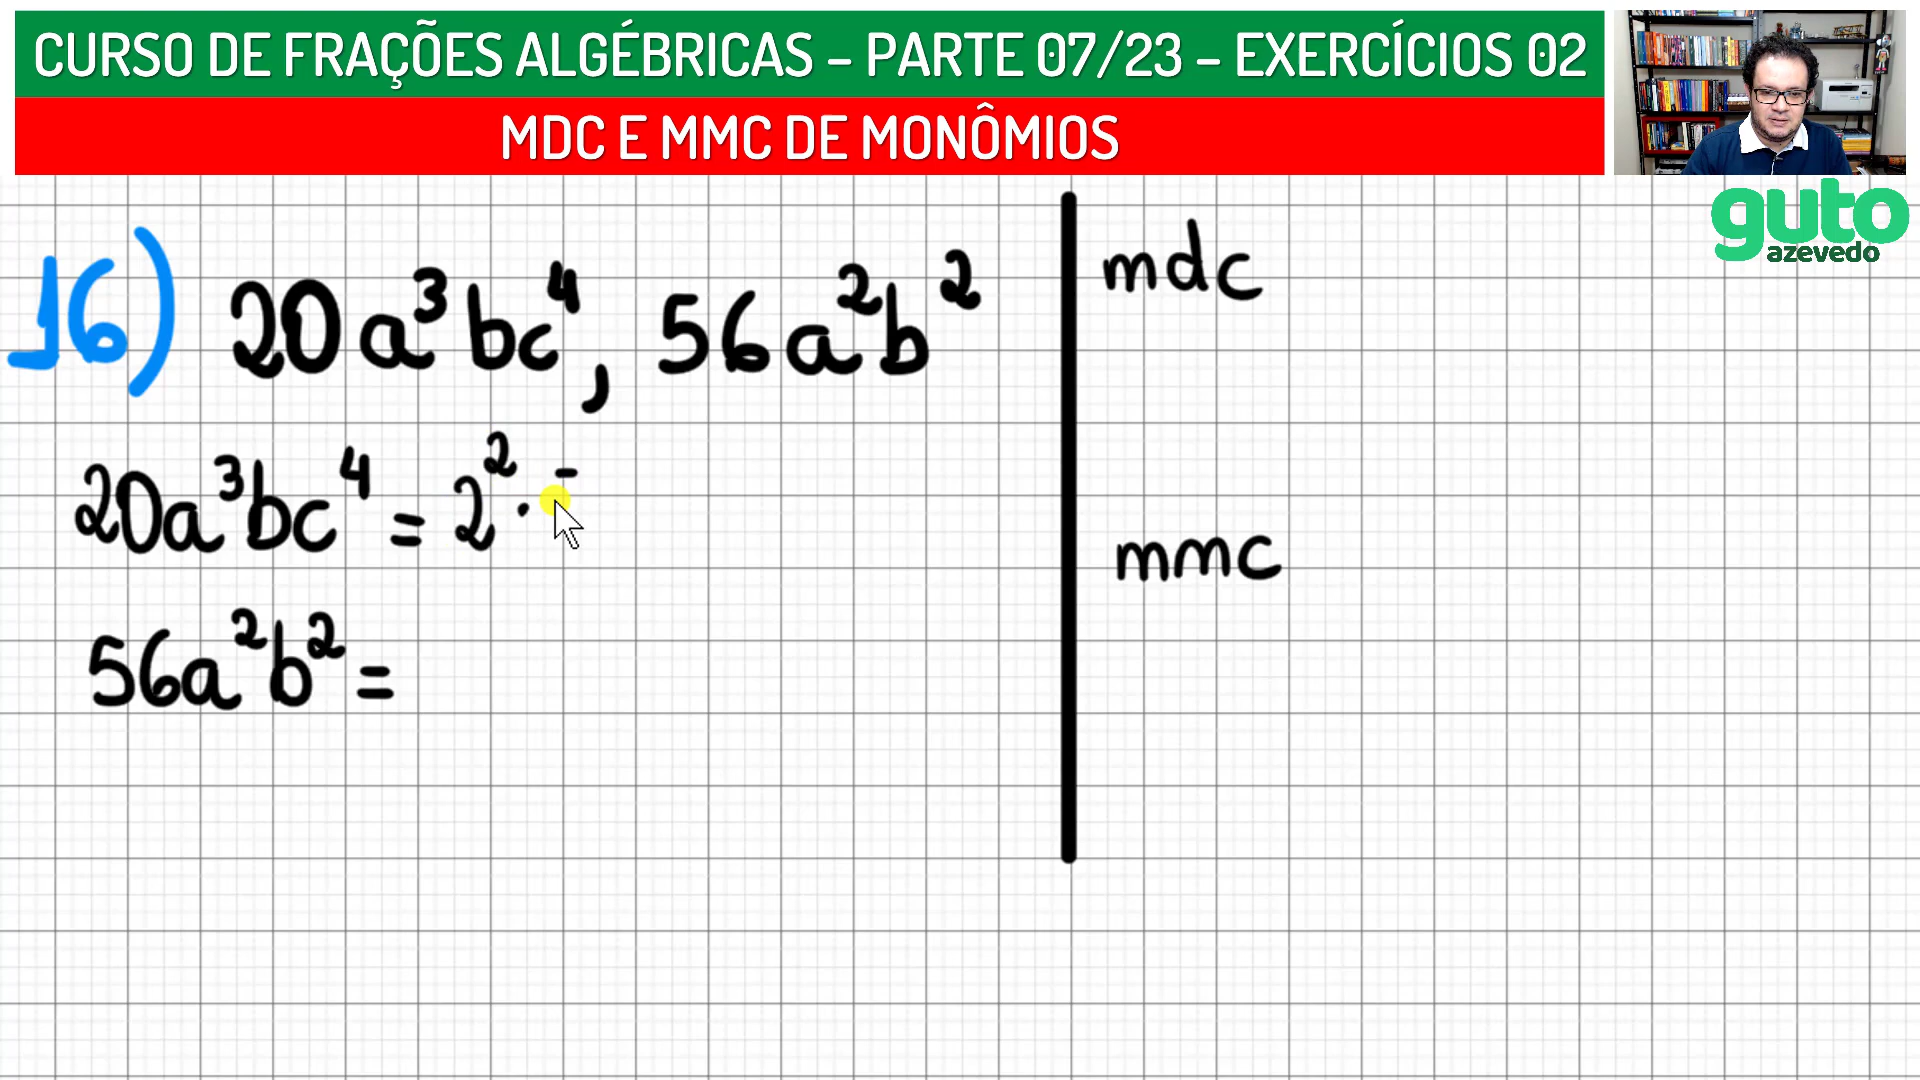 CURSO DE FRAÇÕES ALGÉBRICAS – PARTE 07/23 – EXERCÍCIOS 02
MDC E MMC DE MONÔMIOS
guto
azevedo
16) 20a³bc⁴, 56a²b²
mdc
20a³bc⁴ = 2² ·
mmc
56a²b² =